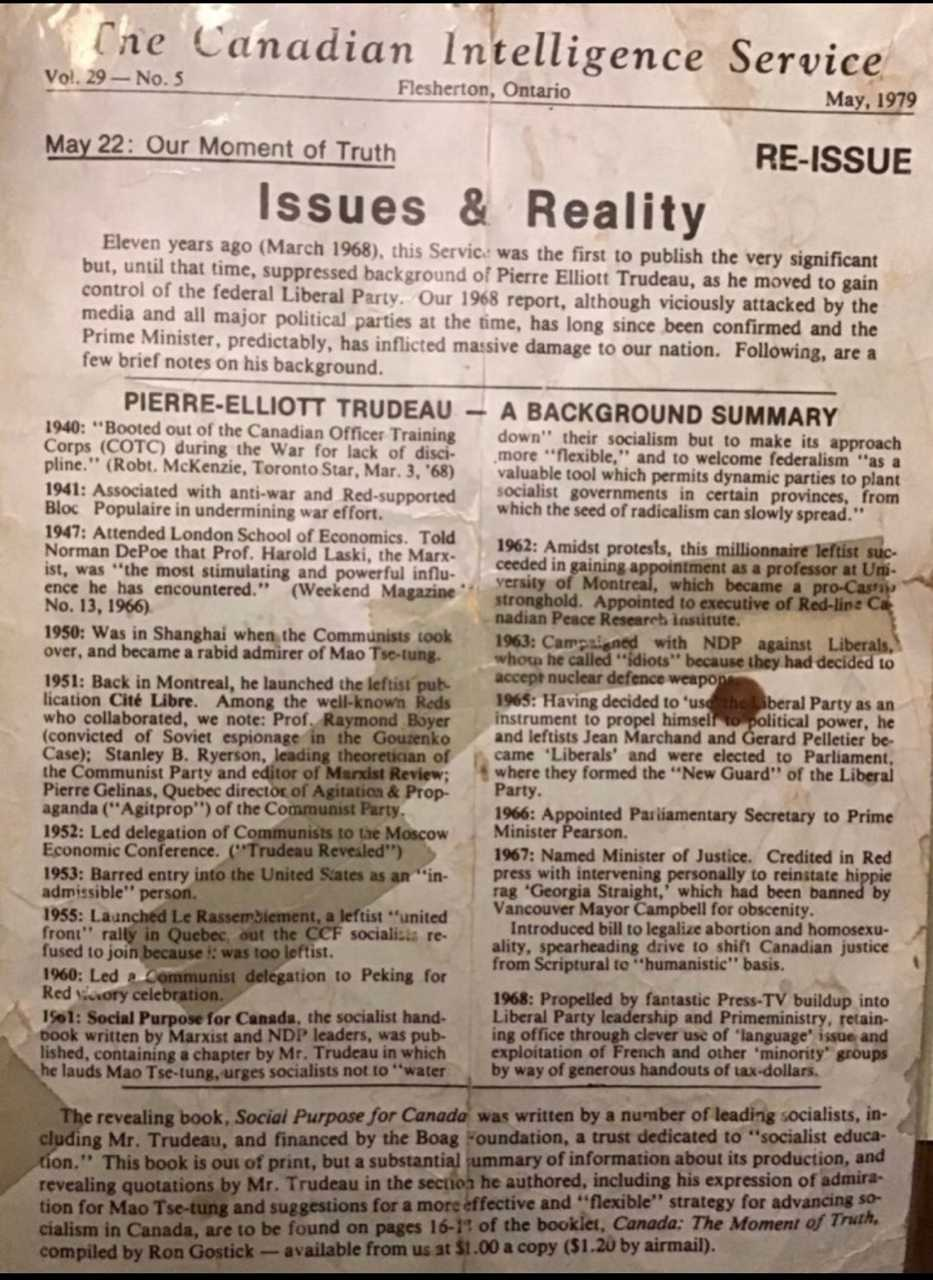 The Canadian Intelligence Service
Vol. 29 — No. 5
Flesherton, Ontario
May, 1979
May 22: Our Moment of Truth
RE-ISSUE
Issues & Reality
Eleven years ago (March 1968), this Service was the first to publish the very significant
but, until that time, suppressed background of Pierre Elliott Trudeau, as he moved to gain
control of the federal Liberal Party. Our 1968 report, although viciously attacked by the
media and all major political parties at the time, has long since been confirmed and the
Prime Minister, predictably, has inflicted massive damage to our nation. Following, are a
few brief notes on his background.
PIERRE-ELLIOTT TRUDEAU — A BACKGROUND SUMMARY
1940: "Booted out of the Canadian Officer Training
Corps (COTC) during the War for lack of disci-
pline." (Robt. McKenzie, Toronto Star, Mar. 3, '68)
1941: Associated with anti-war and Red-supported
Bloc Populaire in undermining war effort.
1947: Attended London School of Economics. Told
Norman DePoe that Prof. Harold Laski, the Marx-
ist, was "the most stimulating and powerful influ-
ence he has encountered." (Weekend Magazine
No. 13, 1966)
1950: Was in Shanghai when the Communists took
over, and became a rabid admirer of Mao Tse-tung.
1951: Back in Montreal, he launched the leftist pub-
lication Cité Libre. Among the well-known Reds
who collaborated, we note: Prof. Raymond Boyer
(convicted of Soviet espionage in the Gouzenko
Case); Stanley B. Ryerson, leading theoretician of
the Communist Party and editor of Marxist Review;
Pierre Gelinas, Quebec director of Agitation & Prop-
aganda ("Agitprop") of the Communist Party.
1952: Led delegation of Communists to the Moscow
Economic Conference. ("Trudeau Revealed")
1953: Barred entry into the United States as an "in-
admissible" person.
1955: Launched Le Rassemblement, a leftist "united
front" rally in Quebec, but the CCF socialists re-
fused to join because it was too leftist.
1960: Led a Communist delegation to Peking for
Red victory celebration.
1961: Social Purpose for Canada, the socialist hand-
book written by Marxist and NDP leaders, was pub-
lished, containing a chapter by Mr. Trudeau in which
he lauds Mao Tse-tung, urges socialists not to "water
down" their socialism but to make its approach
more "flexible," and to welcome federalism "as a
valuable tool which permits dynamic parties to plant
socialist governments in certain provinces, from
which the seed of radicalism can slowly spread."
1962: Amidst protests, this millionnaire leftist suc-
ceeded in gaining appointment as a professor at Uni-
versity of Montreal, which became a pro-Castro
stronghold. Appointed to executive of Red-line Ca-
nadian Peace Research Institute.
1963: Campaigned with NDP against Liberals,
whom he called "idiots" because they had decided to
accept nuclear defence weapons.
1965: Having decided to 'use' the Liberal Party as an
instrument to propel himself to political power, he
and leftists Jean Marchand and Gerard Pelletier be-
came 'Liberals' and were elected to Parliament,
where they formed the "New Guard" of the Liberal
Party.
1966: Appointed Parliamentary Secretary to Prime
Minister Pearson.
1967: Named Minister of Justice. Credited in Red
press with intervening personally to reinstate hippie
rag 'Georgia Straight,' which had been banned by
Vancouver Mayor Campbell for obscenity.
Introduced bill to legalize abortion and homosexu-
ality, spearheading drive to shift Canadian justice
from Scriptural to "humanistic" basis.
1968: Propelled by fantastic Press-TV buildup into
Liberal Party leadership and Primeministry, retain-
ing office through clever use of 'language' issue and
exploitation of French and other 'minority' groups
by way of generous handouts of tax-dollars.
The revealing book, Social Purpose for Canada was written by a number of leading socialists, in-
cluding Mr. Trudeau, and financed by the Boag Foundation, a trust dedicated to "socialist educa-
tion." This book is out of print, but a substantial summary of information about its production, and
revealing quotations by Mr. Trudeau in the section he authored, including his expression of admira-
tion for Mao Tse-tung and suggestions for a more effective and "flexible" strategy for advancing so-
cialism in Canada, are to be found on pages of the booklet, Canada: The Moment of Truth,
compiled by Ron Gostick — available from us at $1.00 a copy ($1.20 by airmail).